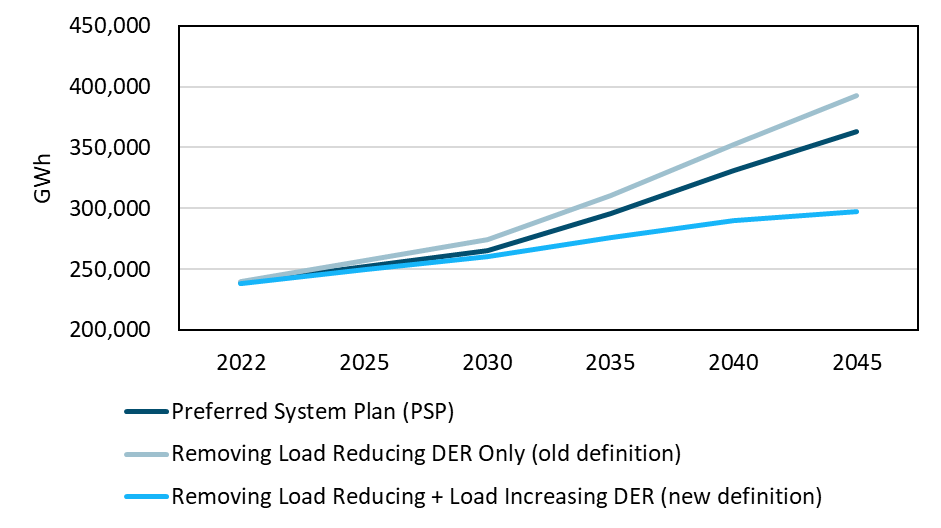 450,000
400,000
350,000
300,000
250,000
200,000
GWh
2022 2025 2030 2035 2040 2045
Preferred System Plan (PSP)
Removing Load Reducing DER Only (old definition)
Removing Load Reducing + Load Increasing DER (new definition)